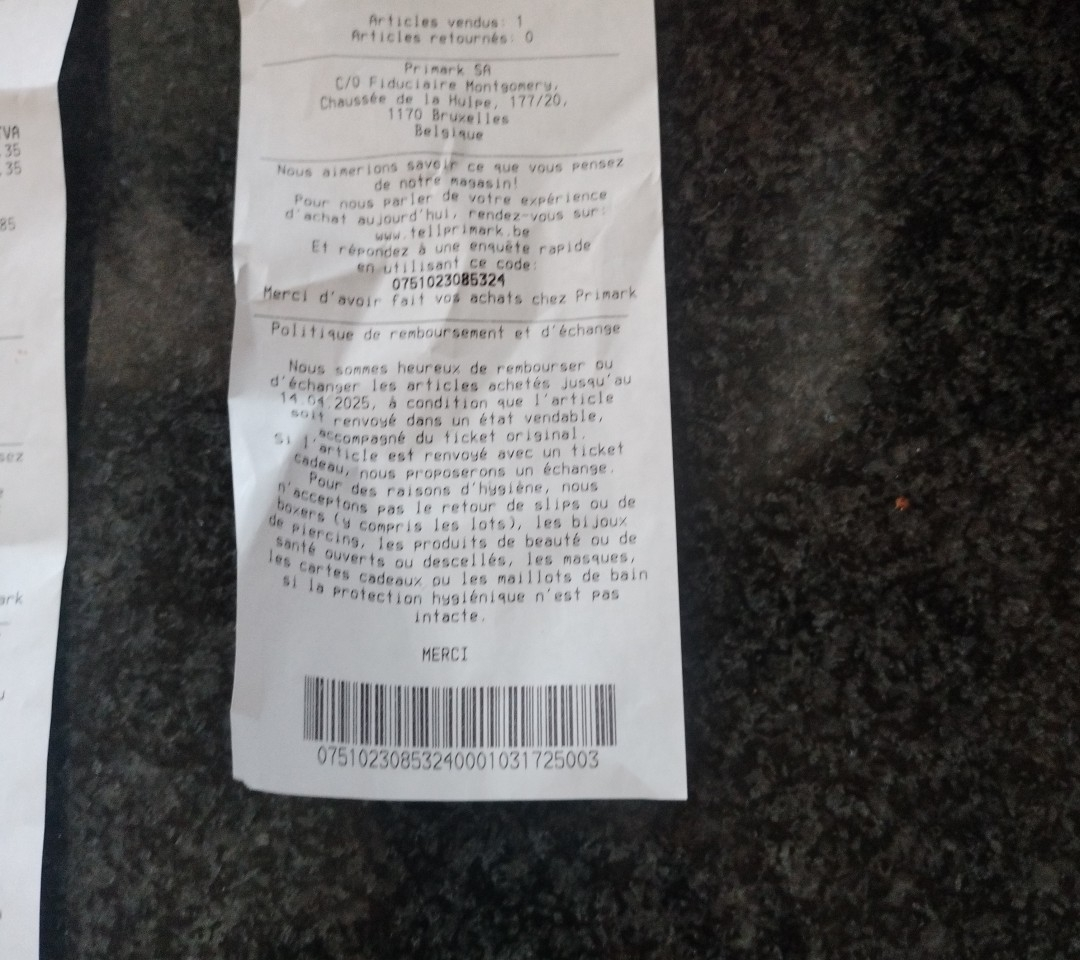 Articles vendus: 1
Articles retournés: 0
Primark SA
C/O Fiduciaire Montgomery,
Chaussée de la Hulpe, 177/20,
1170 Bruxelles
Belgique
Nous aimerions savoir ce que vous pensez
de notre magasin!
Pour nous parler de votre expérience
d'achat aujourd'hui, rendez-vous sur:
www.tellprimark.be
Et répondez à une enquête rapide
en utilisant ce code:
0751023085324
Merci d'avoir fait vos achats chez Primark
Politique de remboursement et d'échange
Nous sommes heureux de rembourser ou
d'échanger les articles achetés jusqu'au
14.04.2025, à condition que l'article
soit renvoyé dans un état vendable,
accompagné du ticket original.
Si l'article est renvoyé avec un ticket
cadeau, nous proposerons un échange.
Pour des raisons d'hygiène, nous
n'acceptons pas le retour de slips ou de
boxers (y compris les lots), les bijoux
de piercing, les produits de beauté ou de
santé ouverts ou descellés, les masques,
les cartes cadeaux ou les maillots de bain
si la protection hygiénique n'est pas
intacte.
MERCI
07510230853240001031725003
TVA
.35
.35
85